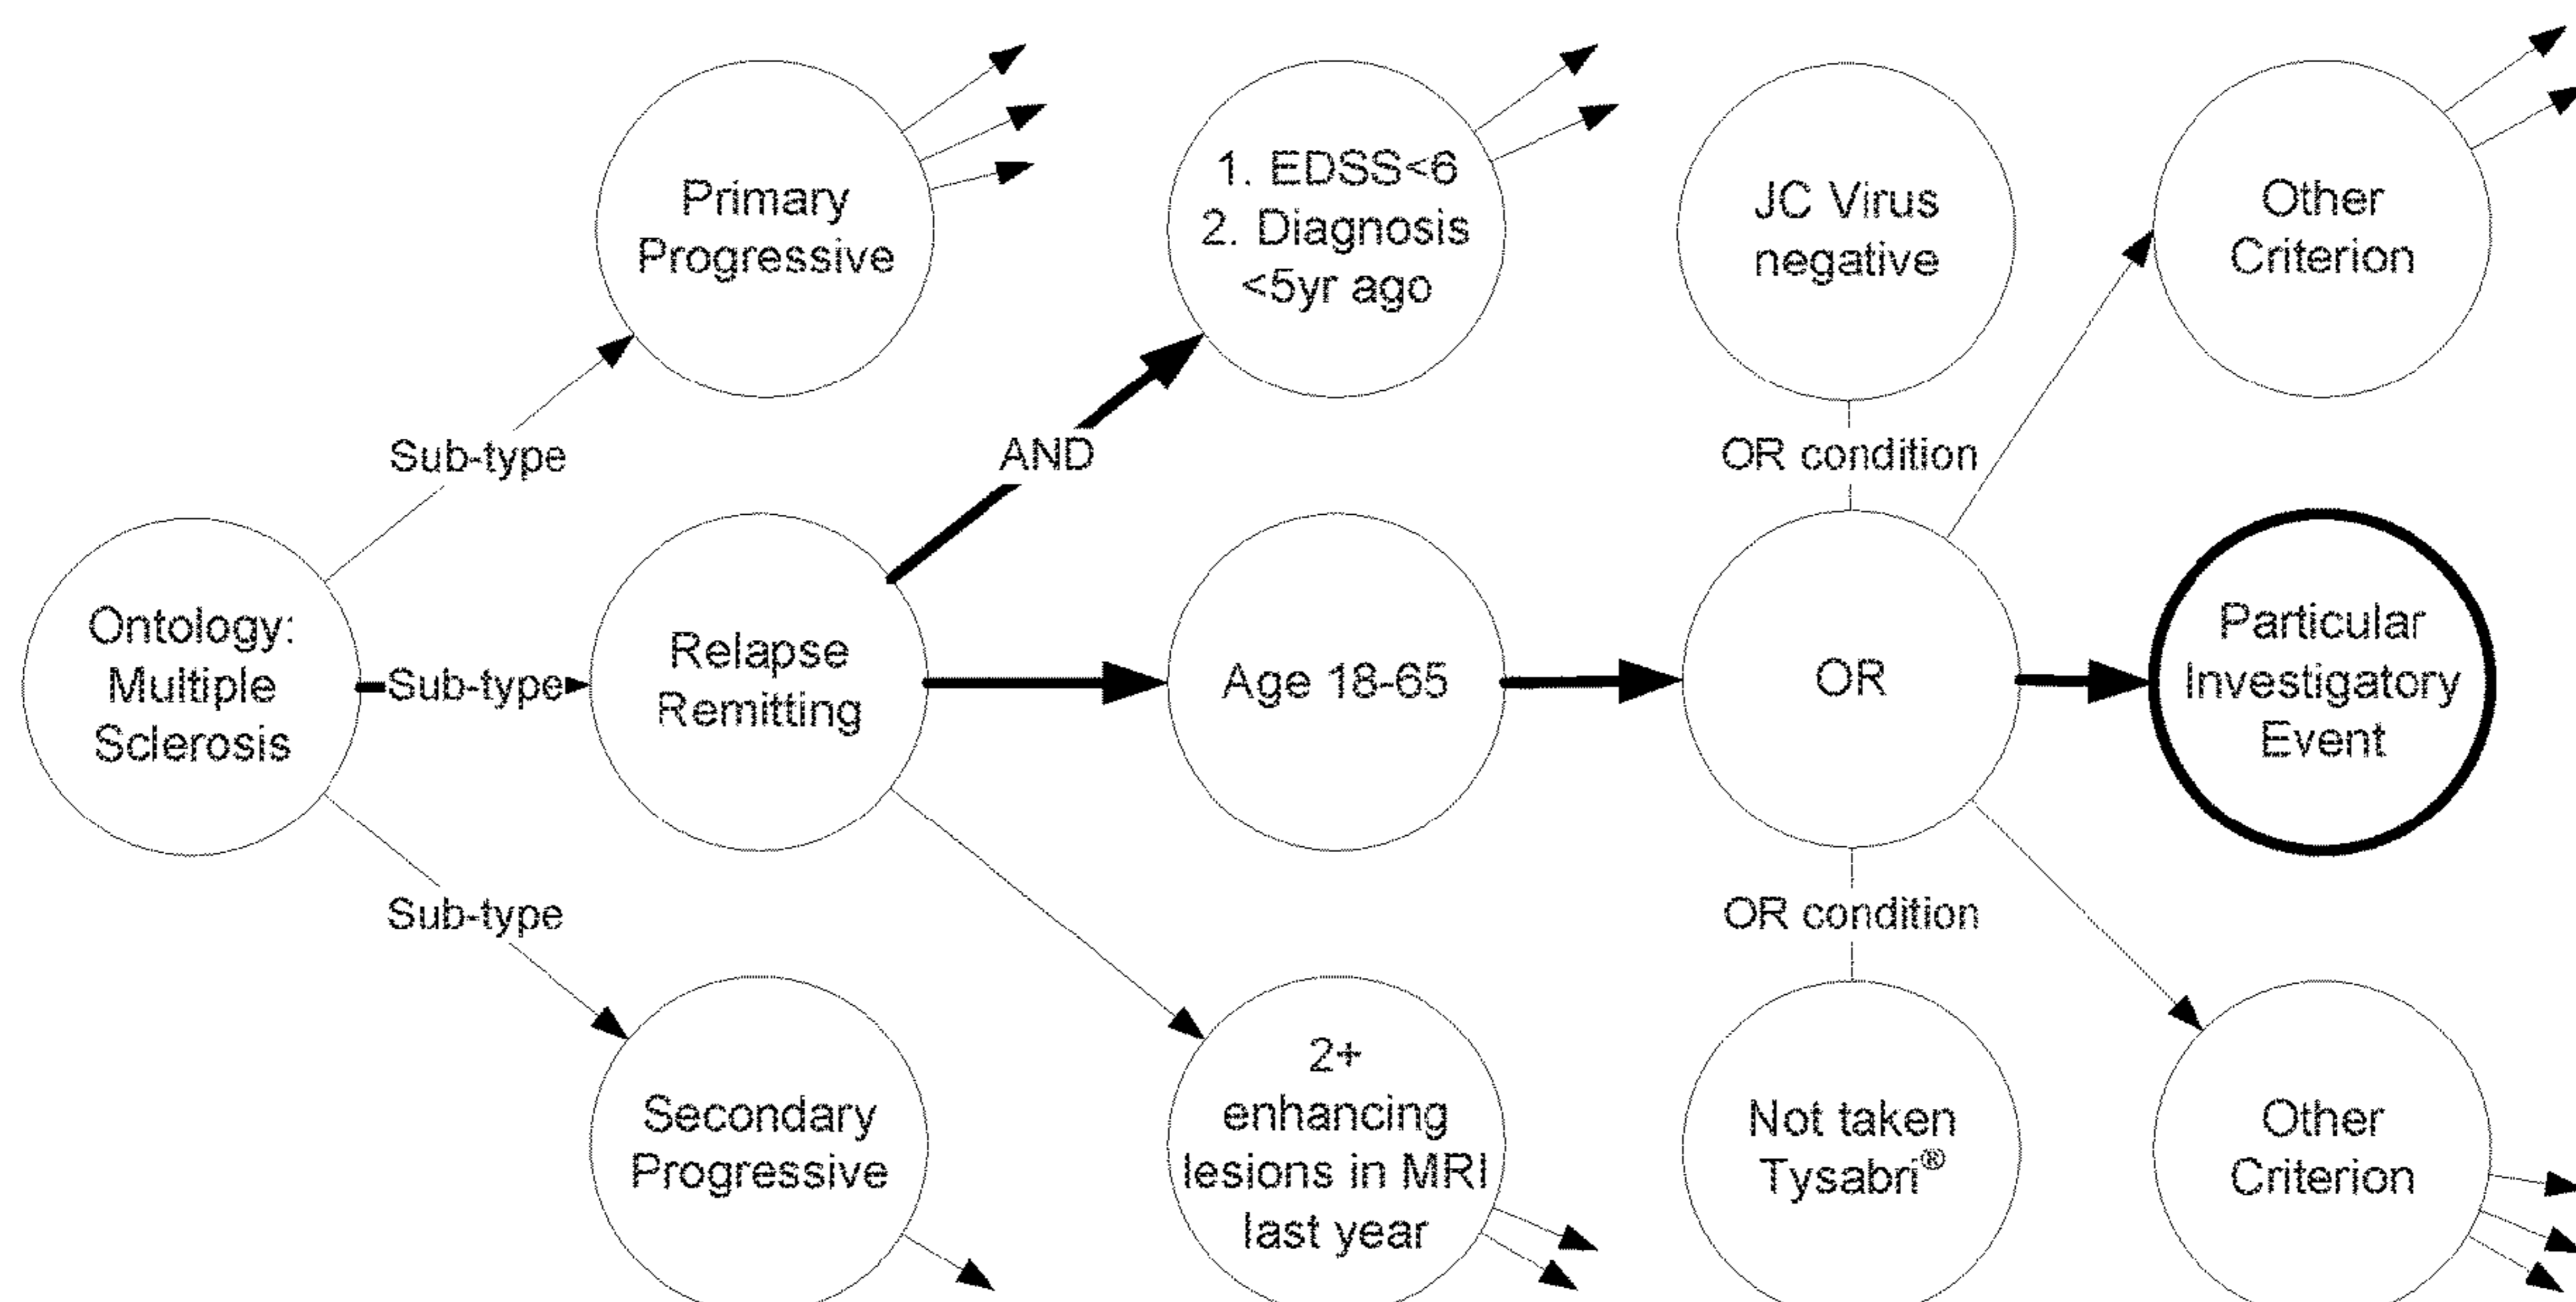 Primary
Progressive
1. EDSS<6
2. Diagnosis
<5yr ago
JC Virus
negative
Other
Criterion
Sub-type
AND
OR condition
Ontology:
Multiple
Sclerosis
Sub-type
Relapse
Remitting
Age 18-65
OR
Particular
Investigatory
Event
Sub-type
OR condition
Secondary
Progressive
2+
enhancing
lesions in MRI
last year
Not taken
Tysabri®
Other
Criterion